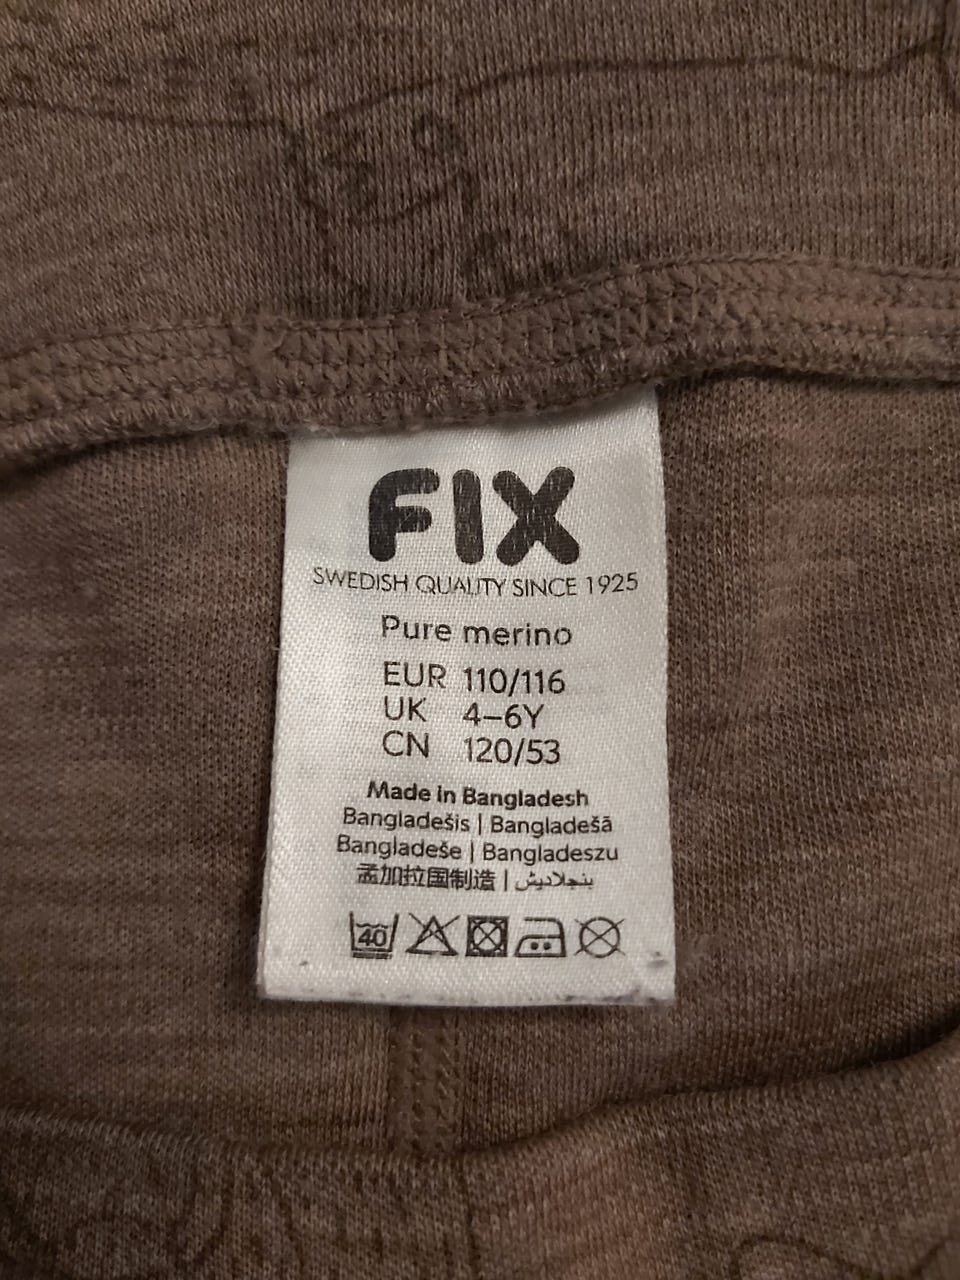 FIX
SWEDISH QUALITY SINCE 1925
Pure merino
EUR 110/116
UK 4–6Y
CN 120/53
Made in Bangladesh
Bangladešis | Bangladešā
Bangladeše | Bangladeszu
孟加拉国制造 | بنجلاديش
40